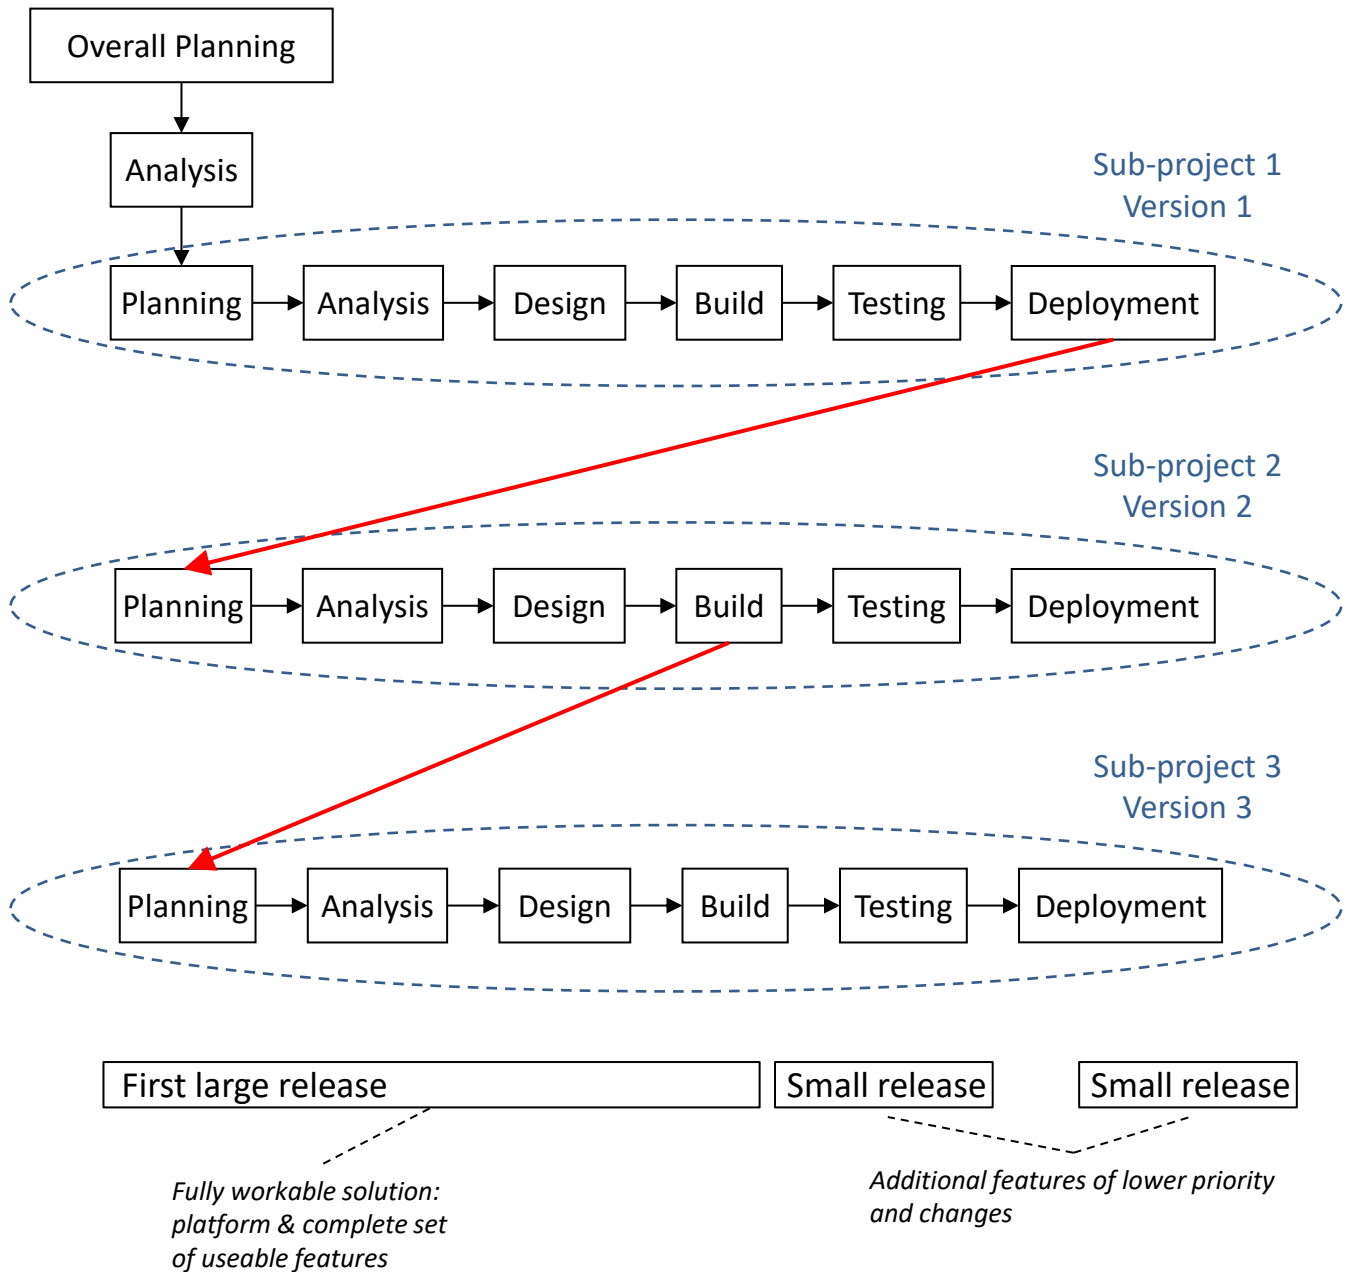 Overall Planning
Analysis
Sub-project 1
Version 1
Planning
Analysis
Design
Build
Testing
Deployment
Sub-project 2
Version 2
Planning
Analysis
Design
Build
Testing
Deployment
Sub-project 3
Version 3
Planning
Analysis
Design
Build
Testing
Deployment
First large release
Small release
Small release
Fully workable solution:
platform & complete set
of useable features
Additional features of lower priority
and changes